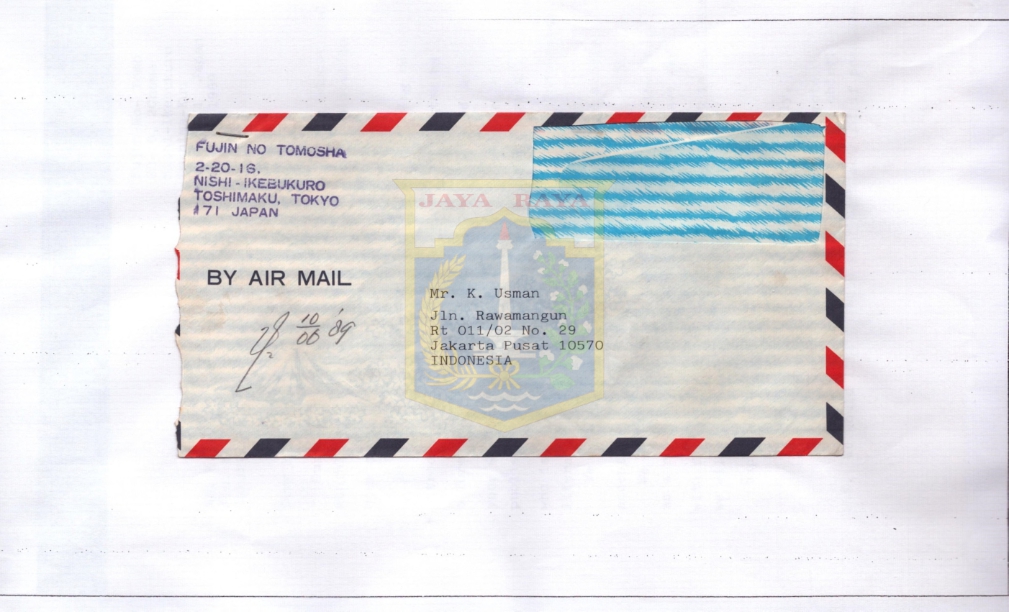 FUJIN NO TOMOSHA
2-20-16,
NISHI-IKEBUKURO
TOSHIMAKU, TOKYO
171 JAPAN
JAYA RAYA
BY AIR MAIL
10/06 '89
Mr. K. Usman
Jln. Rawamangun
Rt 011/02 No. 29
Jakarta Pusat 10570
INDONESIA